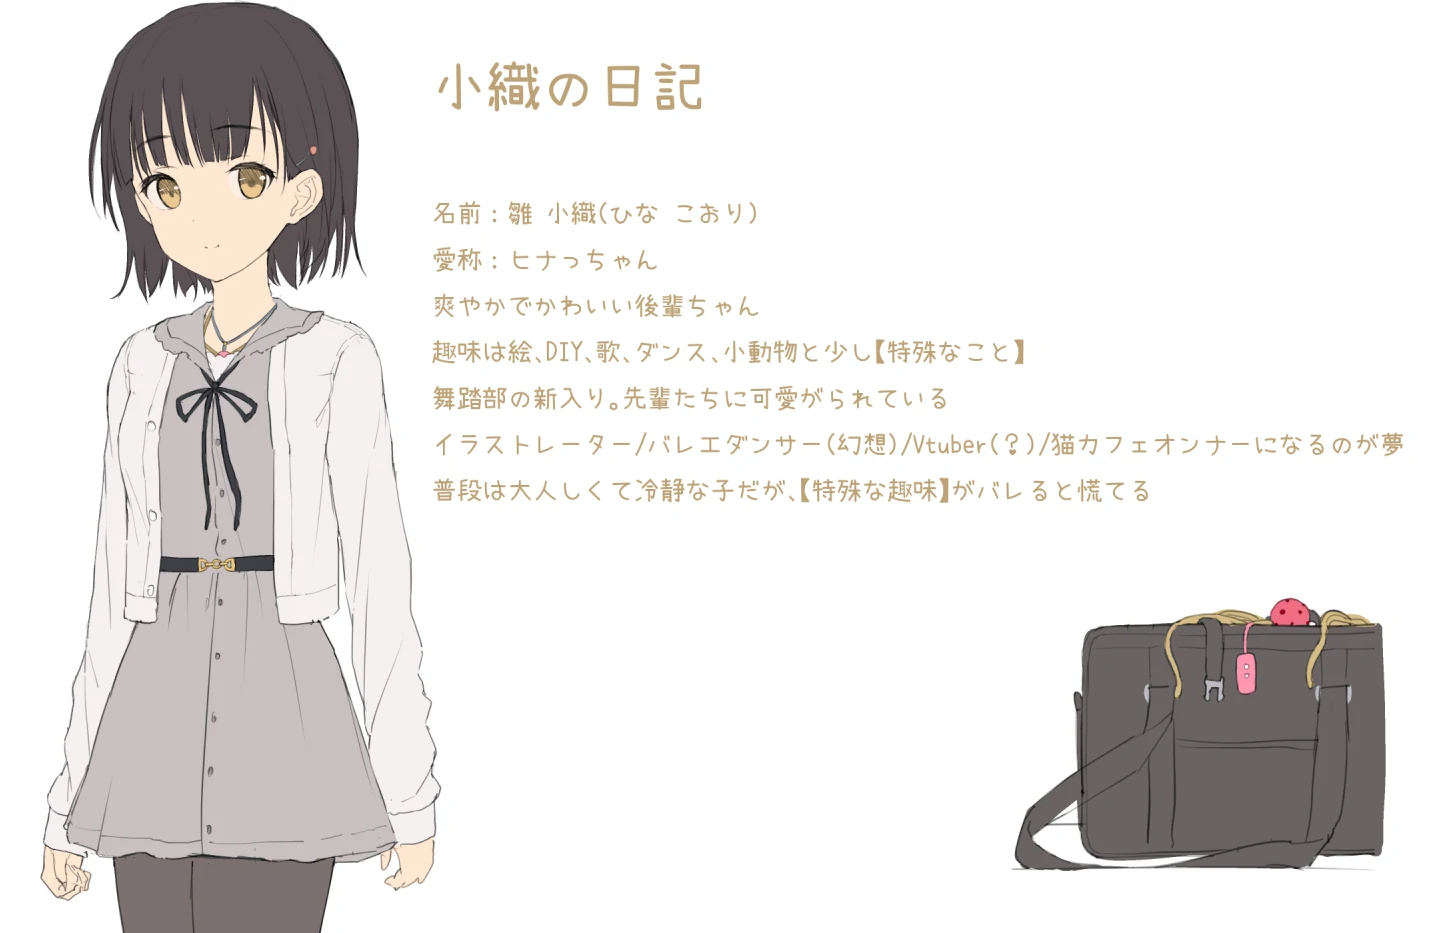 小織の日記
名前：雛 小織(ひな こおり)
愛称：ヒナっちゃん
爽やかでかわいい後輩ちゃん
趣味は絵、DIY、歌、ダンス、小動物と少し【特殊なこと】
舞踏部の新入り。先輩たちに可愛がられている
イラストレーター/バレエダンサー(幻想)/Vtuber(？)/猫カフェオンナーになるのが夢
普段は大人しくて冷静な子だが、【特殊な趣味】がバレると慌てる